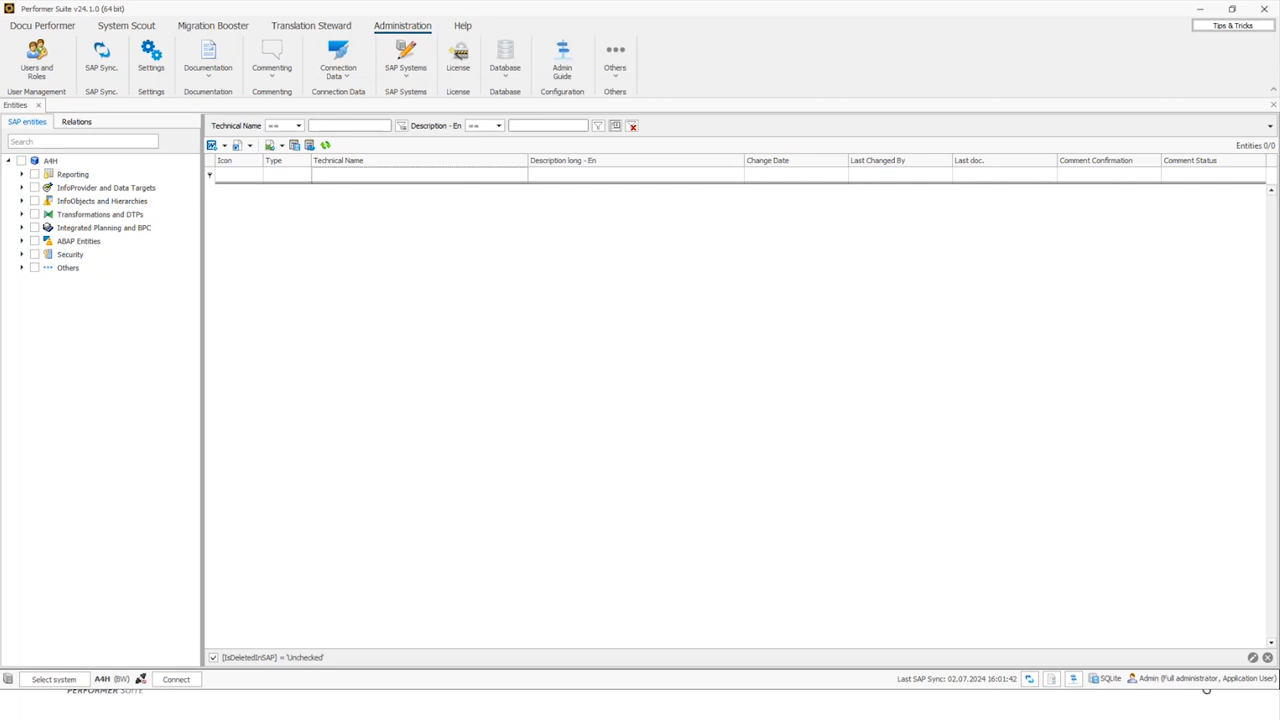 Performer Suite v24.1.0 (64 bit)
Docu Performer System Scout Migration Booster Translation Steward Administration Help
Tips & Tricks
Users and Roles
SAP Sync.
Settings
Documentation
Commenting
Connection Data
SAP Systems
License
Database
Admin Guide
Others
User Management SAP Sync. Settings Documentation Commenting Connection Data SAP Systems License Database Configuration Others
Entities
SAP entities Relations
Search
A4H
Reporting
InfoProvider and Data Targets
InfoObjects and Hierarchies
Transformations and DTPs
Integrated Planning and BPC
ABAP Entities
Security
Others
Technical Name == Description - En ==
Entities 0/0
Icon Type Technical Name Description long - En Change Date Last Changed By Last doc. Comment Confirmation Comment Status
[IsDeletedInSAP] = 'Unchecked'
Select system A4H (BW) Connect Last SAP Sync: 02.07.2024 16:01:42 SQLite Admin (Full administrator, Application User)
PERFORMER SUITE